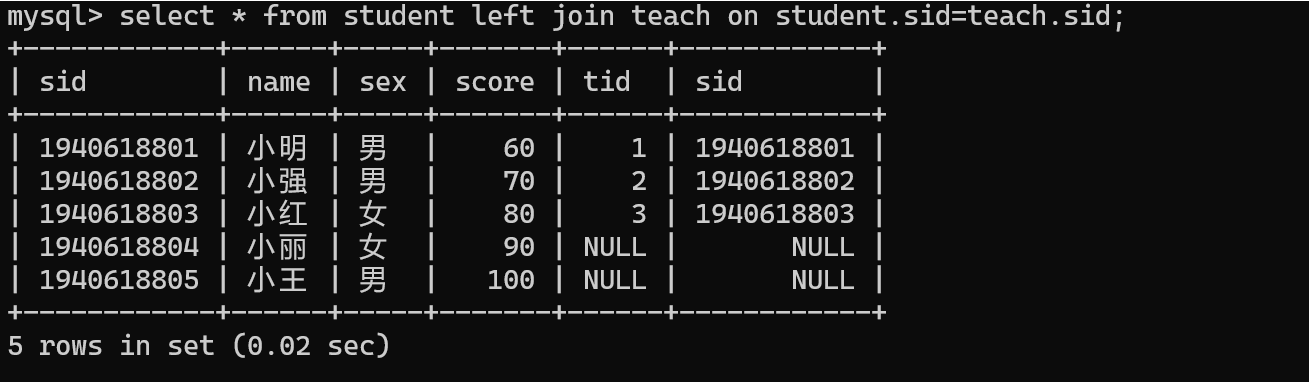 mysql> select * from student left join teach on student.sid=teach.sid;
+------------+------+-----+-------+------+------------+
| sid        | name | sex | score | tid  | sid        |
+------------+------+-----+-------+------+------------+
| 1940618801 | 小明 | 男  |    60 |    1 | 1940618801 |
| 1940618802 | 小强 | 男  |    70 |    2 | 1940618802 |
| 1940618803 | 小红 | 女  |    80 |    3 | 1940618803 |
| 1940618804 | 小丽 | 女  |    90 | NULL |       NULL |
| 1940618805 | 小王 | 男  |   100 | NULL |       NULL |
+------------+------+-----+-------+------+------------+
5 rows in set (0.02 sec)